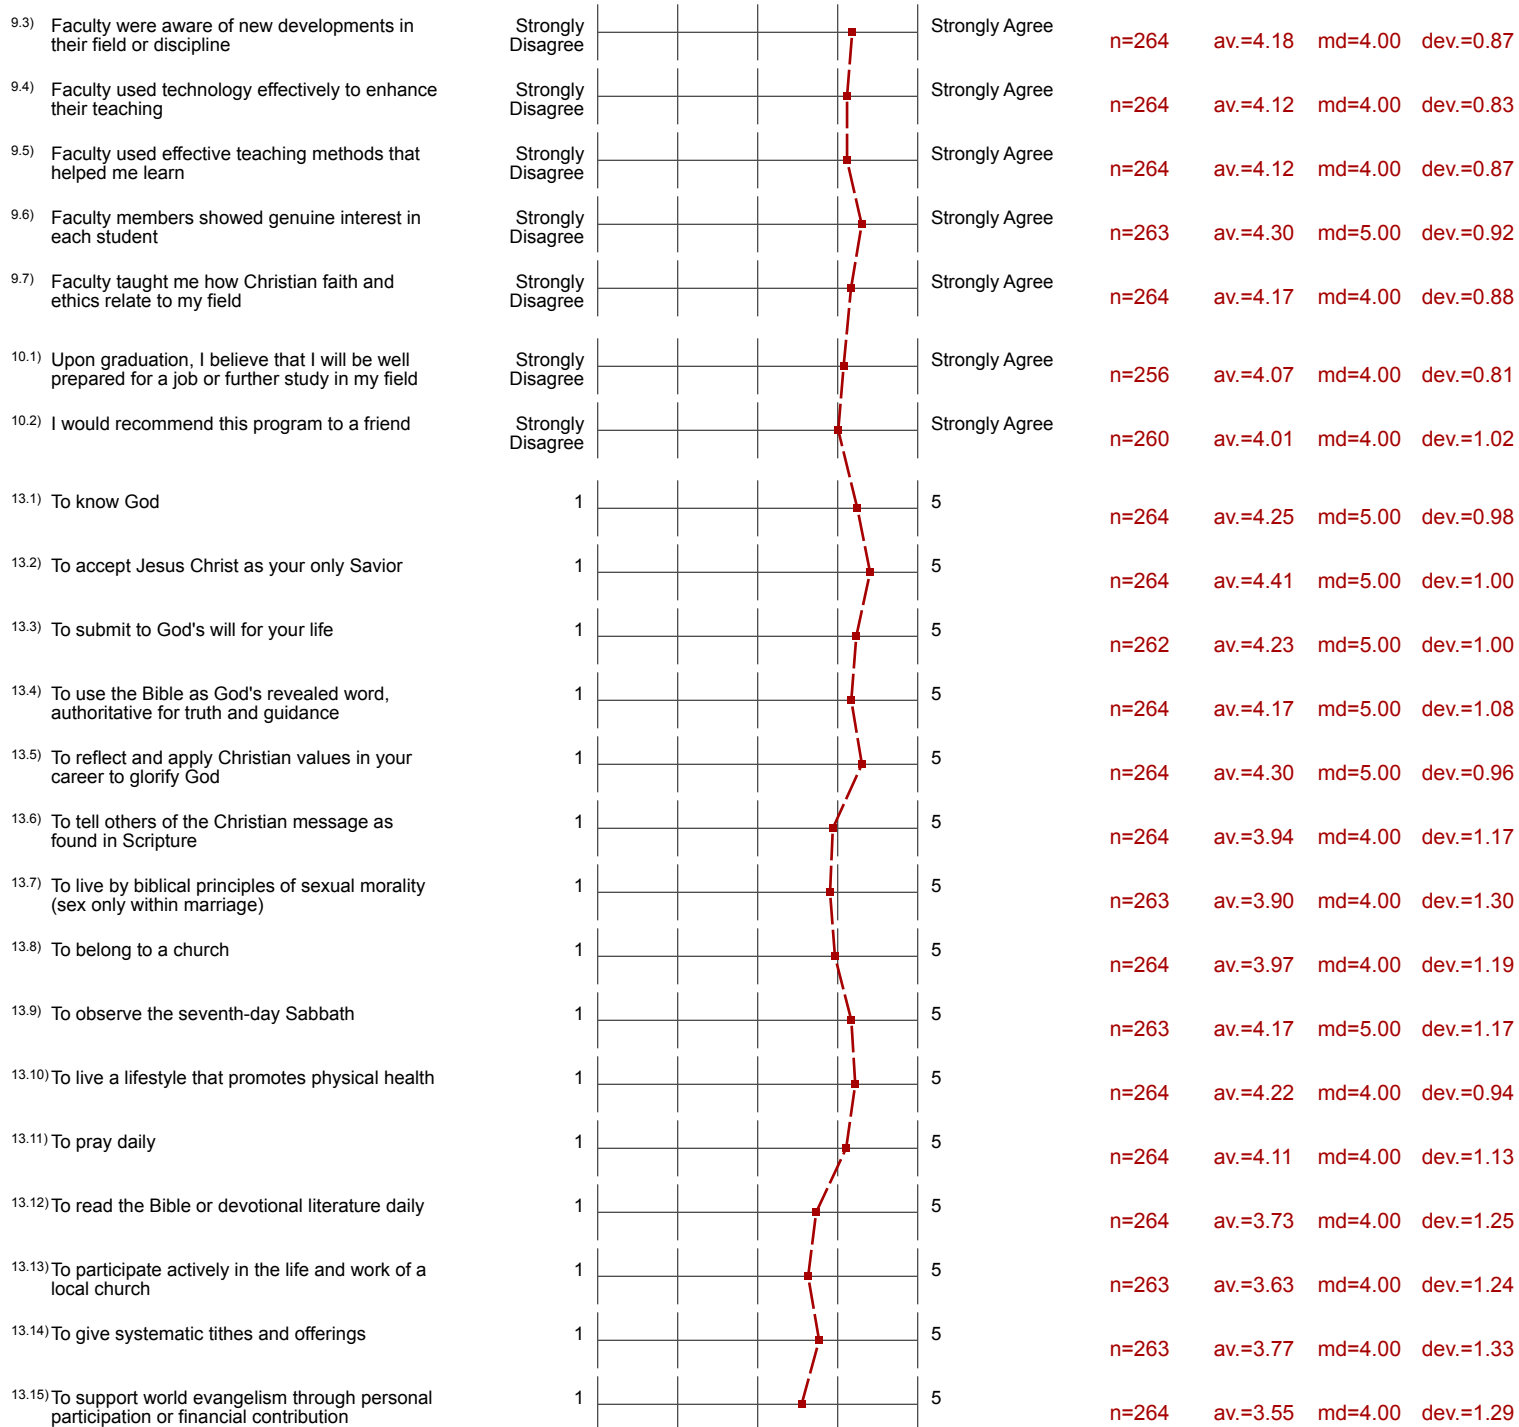 9.3) Faculty were aware of new developments in Strongly Strongly Agree
their field or discipline Disagree n=264 av.=4.18 md=4.00 dev.=0.87
9.4) Faculty used technology effectively to enhance Strongly Strongly Agree
their teaching Disagree n=264 av.=4.12 md=4.00 dev.=0.83
9.5) Faculty used effective teaching methods that Strongly Strongly Agree
helped me learn Disagree n=264 av.=4.12 md=4.00 dev.=0.87
9.6) Faculty members showed genuine interest in Strongly Strongly Agree
each student Disagree n=263 av.=4.30 md=5.00 dev.=0.92
9.7) Faculty taught me how Christian faith and Strongly Strongly Agree
ethics relate to my field Disagree n=264 av.=4.17 md=4.00 dev.=0.88
10.1) Upon graduation, I believe that I will be well Strongly Strongly Agree
prepared for a job or further study in my field Disagree n=256 av.=4.07 md=4.00 dev.=0.81
10.2) I would recommend this program to a friend Strongly Strongly Agree
Disagree n=260 av.=4.01 md=4.00 dev.=1.02
13.1) To know God 1 5
n=264 av.=4.25 md=5.00 dev.=0.98
13.2) To accept Jesus Christ as your only Savior 1 5
n=264 av.=4.41 md=5.00 dev.=1.00
13.3) To submit to God's will for your life 1 5
n=262 av.=4.23 md=5.00 dev.=1.00
13.4) To use the Bible as God's revealed word, 1 5
authoritative for truth and guidance n=264 av.=4.17 md=5.00 dev.=1.08
13.5) To reflect and apply Christian values in your 1 5
career to glorify God n=264 av.=4.30 md=5.00 dev.=0.96
13.6) To tell others of the Christian message as 1 5
found in Scripture n=264 av.=3.94 md=4.00 dev.=1.17
13.7) To live by biblical principles of sexual morality 1 5
(sex only within marriage) n=263 av.=3.90 md=4.00 dev.=1.30
13.8) To belong to a church 1 5
n=264 av.=3.97 md=4.00 dev.=1.19
13.9) To observe the seventh-day Sabbath 1 5
n=263 av.=4.17 md=5.00 dev.=1.17
13.10) To live a lifestyle that promotes physical health 1 5
n=264 av.=4.22 md=4.00 dev.=0.94
13.11) To pray daily 1 5
n=264 av.=4.11 md=4.00 dev.=1.13
13.12) To read the Bible or devotional literature daily 1 5
n=264 av.=3.73 md=4.00 dev.=1.25
13.13) To participate actively in the life and work of a 1 5
local church n=263 av.=3.63 md=4.00 dev.=1.24
13.14) To give systematic tithes and offerings 1 5
n=263 av.=3.77 md=4.00 dev.=1.33
13.15) To support world evangelism through personal 1 5
participation or financial contribution n=264 av.=3.55 md=4.00 dev.=1.29